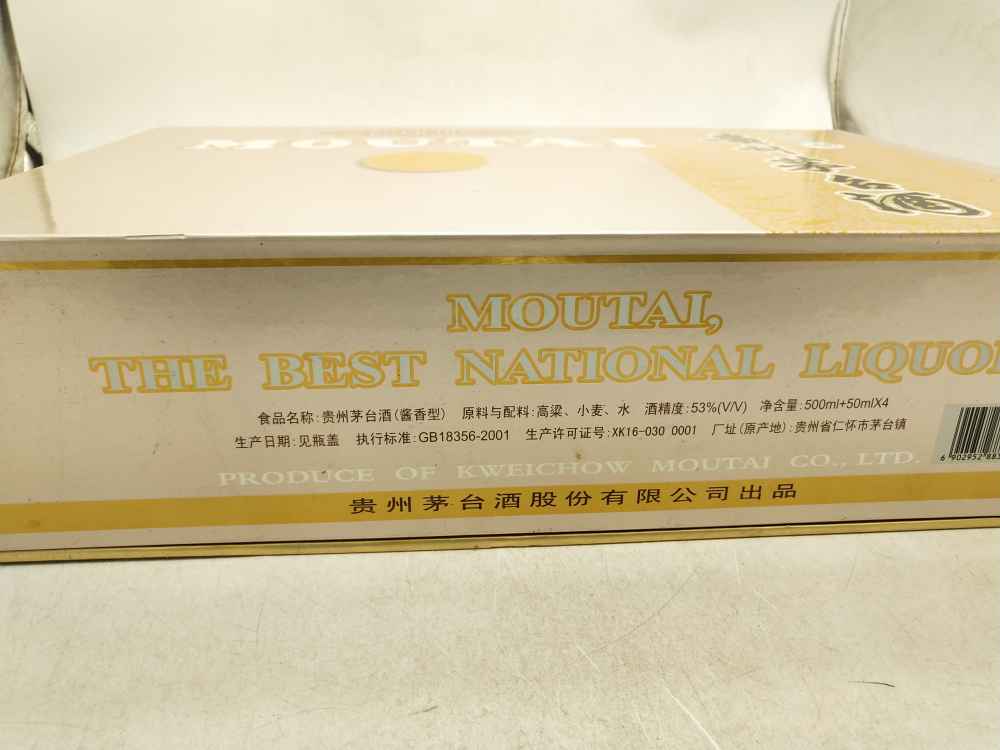 MOUTAI
MOUTAI,
THE BEST NATIONAL LIQUO
食品名称:贵州茅台酒(酱香型) 原料与配料:高粱、小麦、水 酒精度:53%(V/V) 净含量:500ml+50mlX4
生产日期:见瓶盖 执行标准:GB18356-2001 生产许可证号:XK16-030 0001 厂址(原产地):贵州省仁怀市茅台镇
6 902952 88
PRODUCE OF KWEICHOW MOUTAI CO., LTD.
贵州茅台酒股份有限公司出品